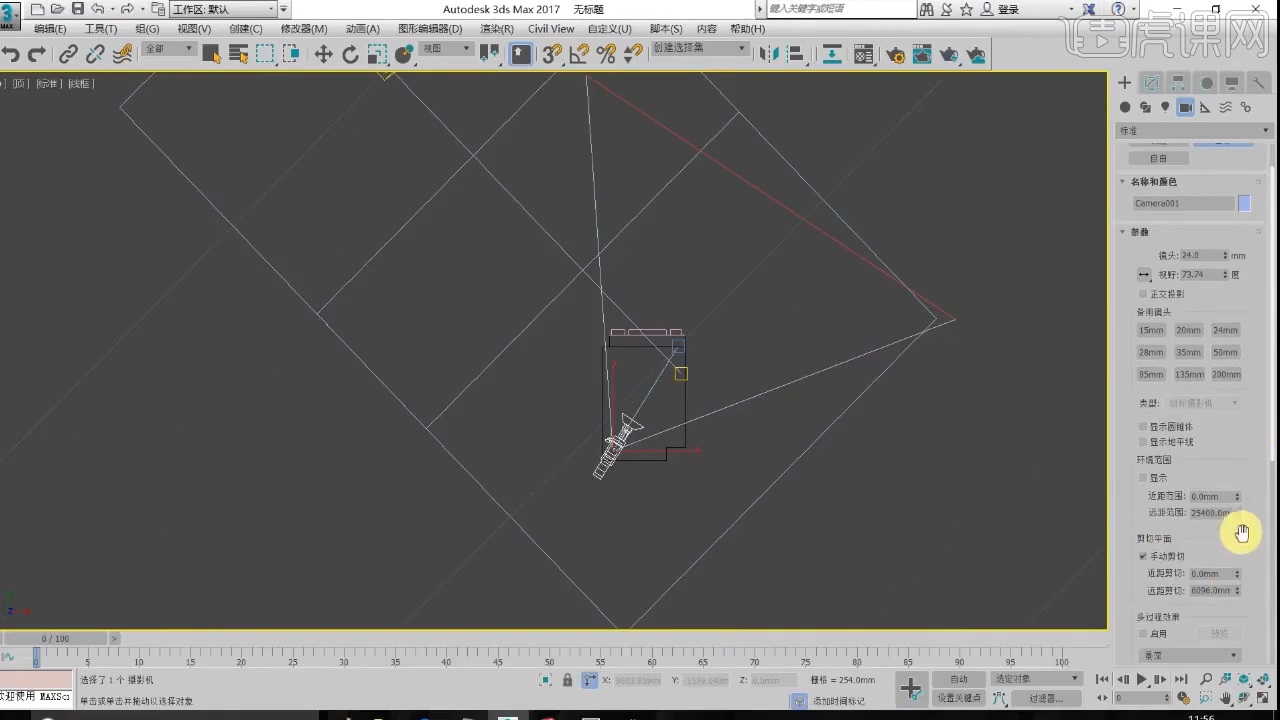 Autodesk 3ds Max 2017 无标题
工作区: 默认
键入关键字或短语
登录
虎课网
编辑(E) 工具(T) 组(G) 视图(V) 创建(C) 修改器(M) 动画(A) 图形编辑器(D) 渲染(R) Civil View 自定义(U) 脚本(S) 内容 帮助(H)
全部
视图
创建选择集
[顶] [标准] [线框]
标准
自由
名称和颜色
Camera001
参数
镜头: 24.0 mm
视野: 73.74 度
正交投影
备用镜头
15mm 20mm 24mm
28mm 35mm 50mm
85mm 135mm 200mm
类型: 目标摄影机
显示圆锥体
显示地平线
环境范围
显示
近距范围: 0.0mm
远距范围: 25400.0m
剪切平面
手动剪切
近距剪切: 0.0mm
远距剪切: 6096.0mm
多过程效果
启用 预览
景深
0 / 100
0 5 10 15 20 25 30 35 40 45 50 55 60 65 70 75 80 85 90 95 100
选择了 1 个 摄影机
欢迎使用 MAXScr
单击或单击并拖动以选择对象
X: Y: Z: 0.0mm
栅格 = 254.0mm
添加时间标记
自动 选定对象
设置关键点 过滤器...
0
11:56